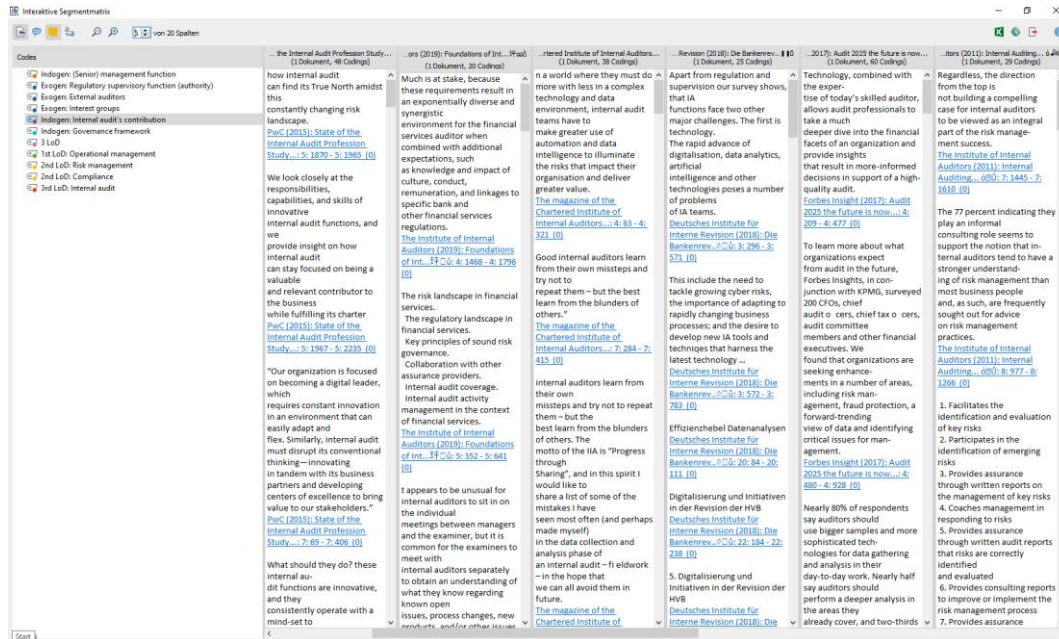 Interaktive Segmentmatrix
5 von 20 Spalten
Codes
Indogen: (Senior) management function
Exogen: Regulatory supervisory function (authority)
Exogen: External auditors
Exogen: Interest groups
Indogen: Internal audit's contribution
Indogen: Governance framework
3 LoD
1st LoD: Operational management
2nd LoD: Risk management
2nd LoD: Compliance
3rd LoD: Internal audit
Start
... the Internal Audit Profession Study...
(1 Dokument, 48 Codings)
how internal audit
can find its True North amidst
this
constantly changing risk
landscape.
PwC (2015): State of the
Internal Audit Profession
Study...: 5: 1870 - 5: 1965 (0)
We look closely at the
responsibilities,
capabilities, and skills of
innovative
internal audit functions, and
we
provide insight on how
internal audit
can stay focused on being a
valuable
and relevant contributor to
the business
while fulfilling its charter
PwC (2015): State of the
Internal Audit Profession
Study...: 5: 1967 - 5: 2235 (0)
"Our organization is focused
on becoming a digital leader,
which
requires constant innovation
in an environment that can
easily adapt and
flex. Similarly, internal audit
must disrupt its conventional
thinking—innovating
in tandem with its business
partners and developing
centers of excellence to bring
value to our stakeholders."
PwC (2015): State of the
Internal Audit Profession
Study...: 7: 69 - 7: 406 (0)
What should they do? these
internal au-
dit functions are innovative,
and they
consistently operate with a
mind-set to
...ors (2019): Foundations of Int...
(1 Dokument, 20 Codings)
Much is at stake, because
these requirements result in
an exponentially diverse and
synergistic
environment for the financial
services auditor when
combined with additional
expectations, such
as knowledge and impact of
culture, conduct,
remuneration, and linkages to
specific bank and
other financial services
regulations.
The Institute of Internal
Auditors (2019): Foundations
of Int... : 4: 1468 - 4: 1796
(0)
The risk landscape in financial
services.
The regulatory landscape in
financial services.
Key principles of sound risk
governance.
Collaboration with other
assurance providers.
Internal audit coverage.
Internal audit activity
management in the context
of financial services.
The Institute of Internal
Auditors (2019): Foundations
of Int... : 5: 352 - 5: 641
(0)
t appears to be unusual for
internal auditors to sit in on
the individual
meetings between managers
and the examiner, but it is
common for the examiners to
meet with
internal auditors separately
to obtain an understanding of
what they know regarding
known open
issues, process changes, new
products, and/or other issues
...rtered Institute of Internal Auditors...
(1 Dokument, 38 Codings)
n a world where they must do
more with less in a complex
technology and data
environment, internal audit
teams have to
make greater use of
automation and data
intelligence to illuminate
the risks that impact their
organisation and deliver
greater value.
The magazine of the
Chartered Institute of
Internal Auditors...: 4: 63 - 4:
321 (0)
Good internal auditors learn
from their own missteps and
try not to
repeat them – but the best
learn from the blunders of
others."
The magazine of the
Chartered Institute of
Internal Auditors...: 7: 284 - 7:
415 (0)
internal auditors learn from
their own
missteps and try not to repeat
them – but the
best learn from the blunders
of others. The
motto of the IIA is "Progress
through
Sharing", and in this spirit I
would like to
share a list of some of the
mistakes I have
seen most often (and perhaps
made myself)
in the data collection and
analysis phase of
an internal audit – fi eldwork
– in the hope that
we can all avoid them in
future.
The magazine of the
Chartered Institute of
Revision (2018): Die Bankenrev...
(1 Dokument, 25 Codings)
Apart from regulation and
supervision our survey shows,
that IA
functions face two other
major challenges. The first is
technology.
The rapid advance of
digitalisation, data analytics,
artificial
intelligence and other
technologies poses a number
of problems
of IA teams.
Deutsches Institute für
Interne Revision (2018): Die
Bankenrev.. : 3: 296 - 3:
571 (0)
This include the need to
tackle growing cyber risks,
the importance of adapting to
rapidly changing business
processes; and the desire to
develop new IA tools and
techniqes that harness the
latest technology ...
Deutsches Institute für
Interne Revision (2018): Die
Bankenrev.. : 3: 572 - 3:
783 (0)
Effizienzhebel Datenanalysen
Deutsches Institute für
Interne Revision (2018): Die
Bankenrev.. : 20: 84 - 20:
111 (0)
Digitalisierung und Initiativen
in der Revision der HVB
Deutsches Institute für
Interne Revision (2018): Die
Bankenrev.. : 22: 184 - 22:
238 (0)
5. Digitalisierung und
Initiativen in der Revision der
HVB
Deutsches Institute für
Interne Revision (2018): Die
...2017): Audit 2025 the future is now...
(1 Dokument, 60 Codings)
Technology, combined with
the exper-
tise of today's skilled auditor,
allows audit professionals to
take a much
deeper dive into the financial
facets of an organization and
provide insights
that result in more-informed
decisions in support of a high-
quality audit.
Forbes Insight (2017): Audit
2025 the future is now...: 4:
209 - 4: 477 (0)
To learn more about what
organizations expect
from audit in the future,
Forbes Insights, in con-
junction with KPMG, surveyed
200 CFOs, chief
audit o cers, chief tax o cers,
audit committee
members and other financial
executives. We
found that organizations are
seeking enhance-
ments in a number of areas,
including risk man-
agement, fraud protection, a
forward-trending
view of data and identifying
critical issues for man-
agement.
Forbes Insight (2017): Audit
2025 the future is now...: 4:
480 - 4: 928 (0)
Nearly 80% of respondents
say auditors should
use bigger samples and more
sophisticated tech-
nologies for data gathering
and analysis in their
day-to-day work. Nearly half
say auditors should
perform a deeper analysis in
the areas they
already cover, and two-thirds
...itors (2011): Internal Auditing...
(1 Dokument, 29 Codings)
Regardless, the direction
from the top is
not building a compelling
case for internal auditors
to be viewed as an integral
part of the risk manage-
ment success.
The Institute of Internal
Auditors (2011): Internal
Auditing... : 7: 1445 - 7:
1610 (0)
The 77 percent indicating they
play an informal
consulting role seems to
support the notion that in-
ternal auditors tend to have a
stronger understand-
ing of risk management than
most business people
and, as such, are frequently
sought out for advice
on risk management
practices.
The Institute of Internal
Auditors (2011): Internal
Auditing... : 8: 977 - 8:
1266 (0)
1. Facilitates the
identification and evaluation
of key risks
2. Participates in the
identification of emerging
risks
3. Provides assurance
through written reports on
the management of key risks
4. Coaches management in
responding to risks
5. Provides assurance
through written audit reports
that risks are correctly
identified
and evaluated
6. Provides consulting reports
to improve or implement the
risk management process
7. Provides assurance